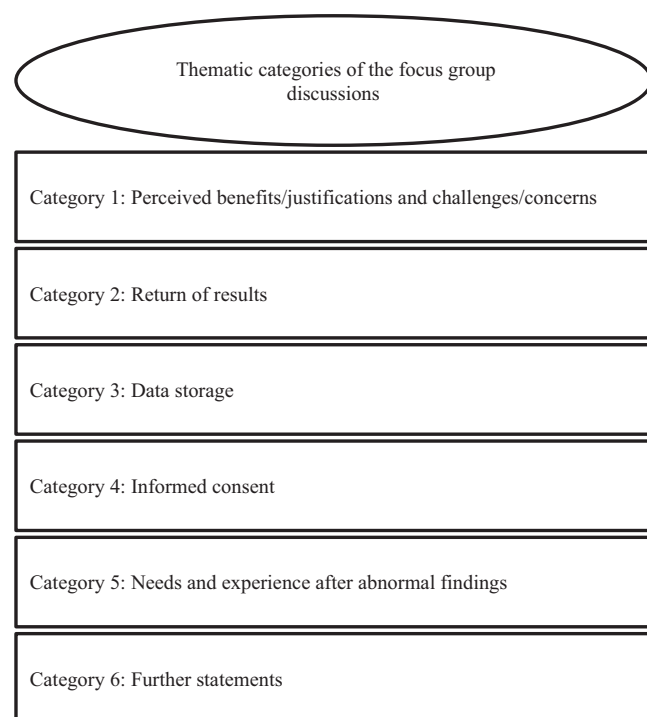 Thematic categories of the focus group
discussions
Category 1: Perceived benefits/justifications and challenges/concerns
Category 2: Return of results
Category 3: Data storage
Category 4: Informed consent
Category 5: Needs and experience after abnormal findings
Category 6: Further statements